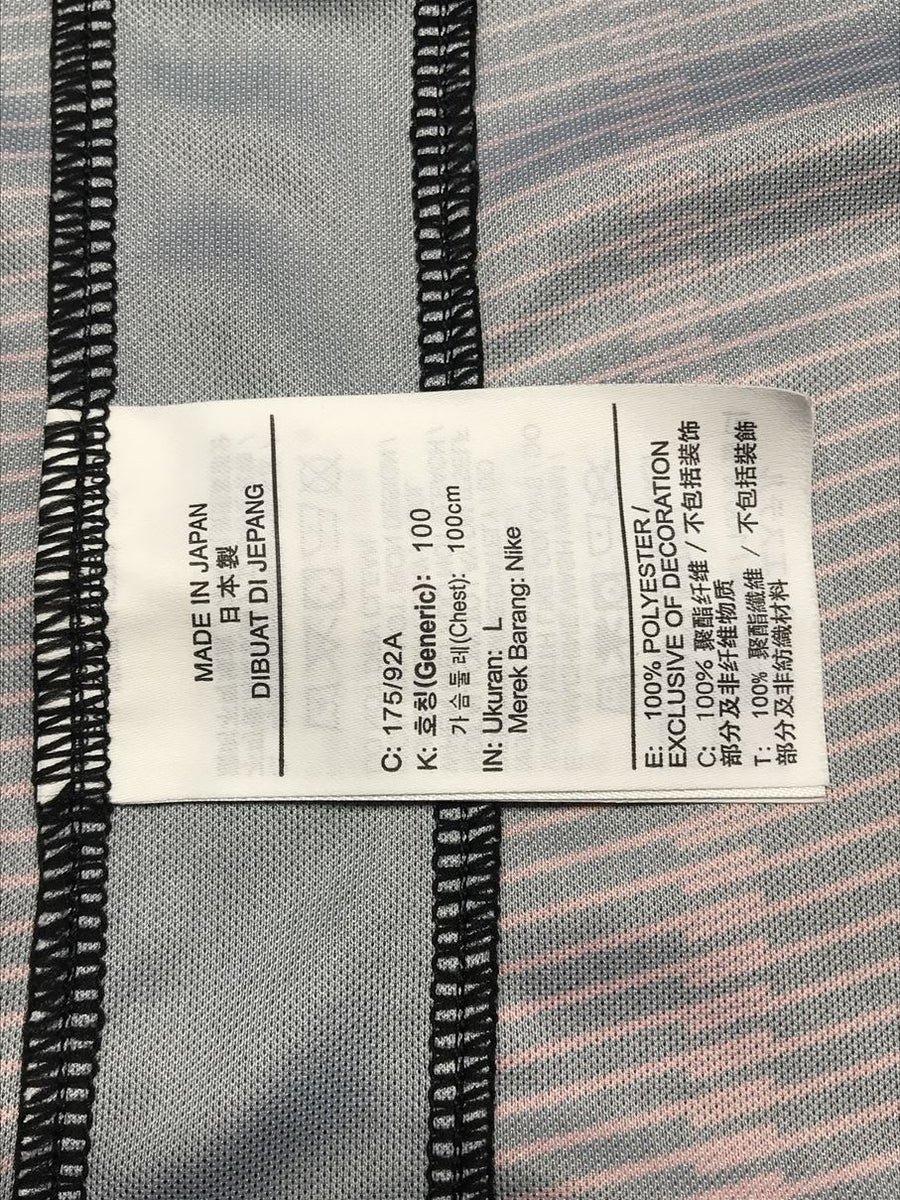 MADE IN JAPAN
日本製
DIBUAT DI JEPANG
C: 175/92A
K: 호칭(Generic): 100
가슴둘레(Chest): 100cm
IN: Ukuran: L
Merek Barang: Nike
E: 100% POLYESTER /
EXCLUSIVE OF DECORATION
C: 100% 聚酯纤维 / 不包括装饰
部分及非纤维物质
T: 100% 聚酯纖維 / 不包括裝飾
部分及非紡織材料